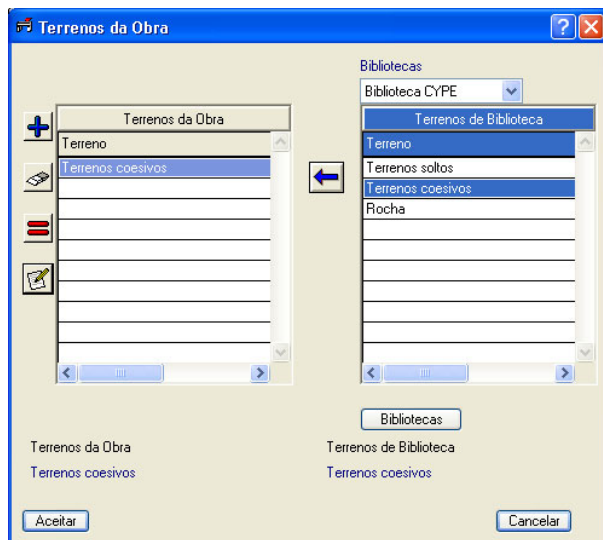 Terrenos da Obra
Bibliotecas
Biblioteca CYPE
Terrenos da Obra
Terreno
Terrenos coesivos
Terrenos de Biblioteca
Terreno
Terrenos soltos
Terrenos coesivos
Rocha
Bibliotecas
Terrenos da Obra
Terrenos coesivos
Terrenos de Biblioteca
Terrenos coesivos
Aceitar
Cancelar